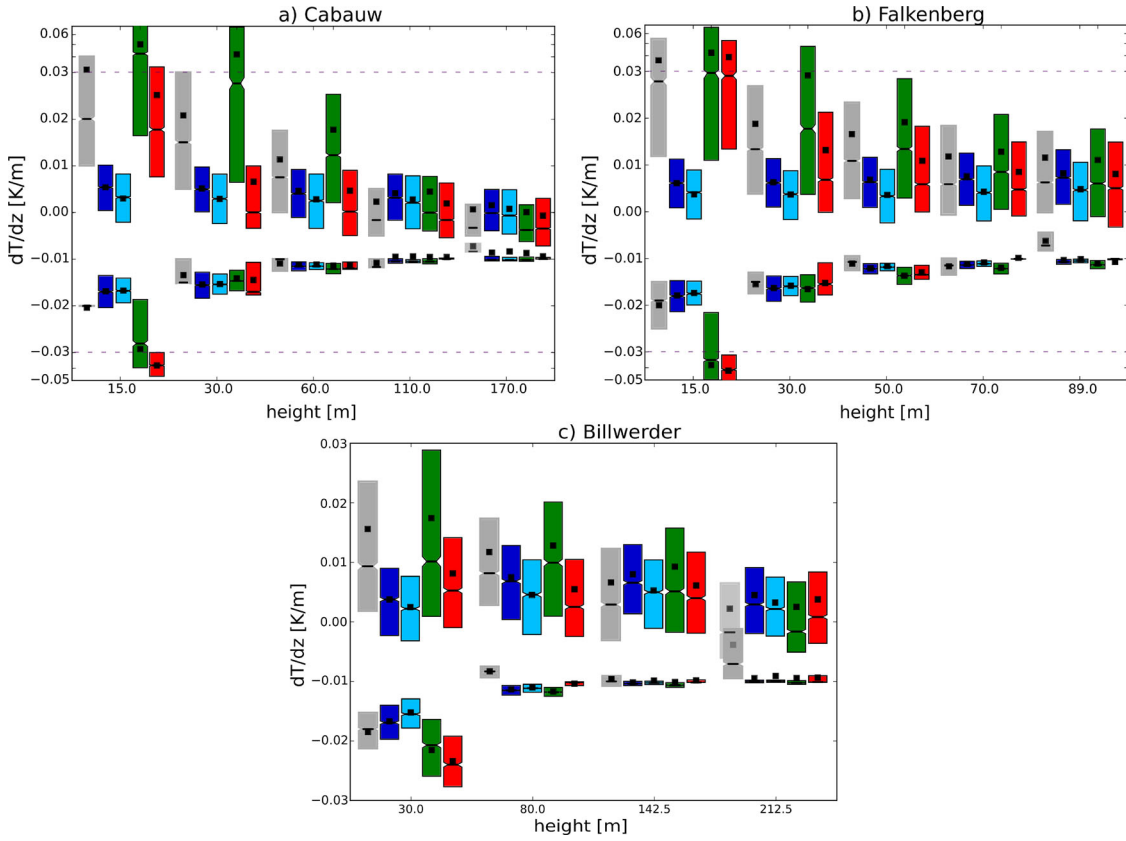 a) Cabauw
0.06
0.03
0.02
0.01
0.00
−0.01
−0.02
−0.03
−0.05
dT/dz [K/m]
15.0 30.0 60.0 110.0 170.0
height [m]
b) Falkenberg
0.06
0.03
0.02
0.01
0.00
−0.01
−0.02
−0.03
−0.05
dT/dz [K/m]
15.0 30.0 50.0 70.0 89.0
height [m]
c) Billwerder
0.03
0.02
0.01
0.00
−0.01
−0.02
−0.03
dT/dz [K/m]
30.0 80.0 142.5 212.5
height [m]